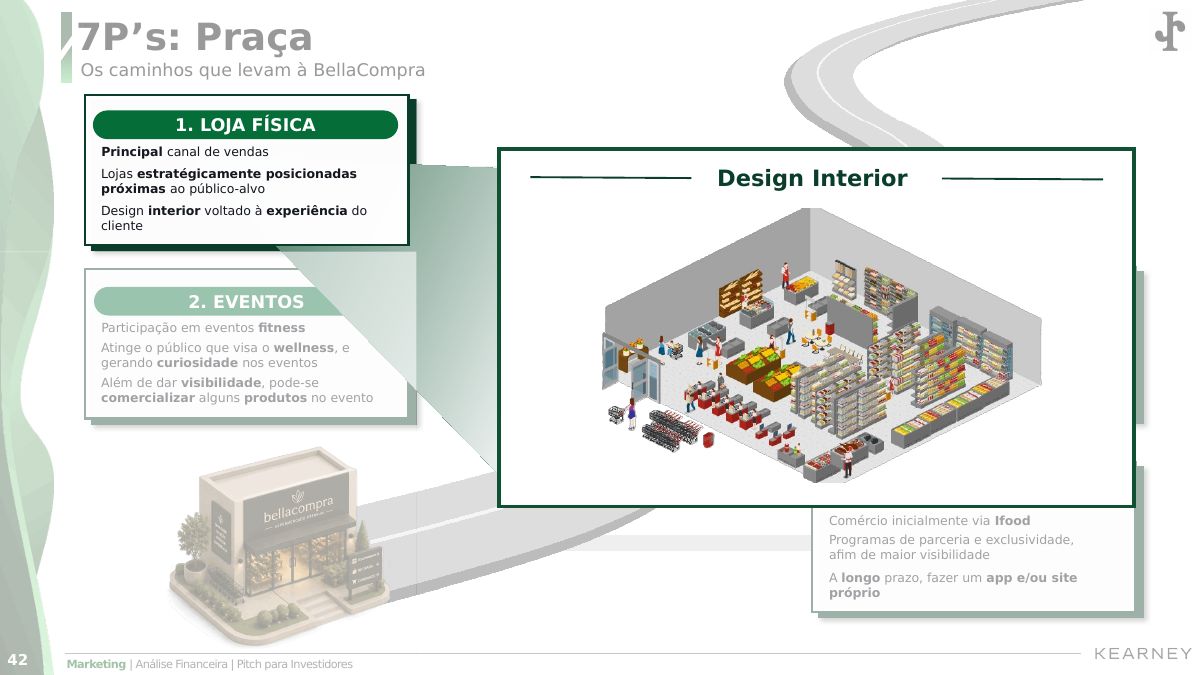 7P’s: Praça
Os caminhos que levam à BellaCompra
1. LOJA FÍSICA
Principal canal de vendas
Lojas estratégicamente posicionadas
próximas ao público-alvo
Design interior voltado à experiência do
cliente
2. EVENTOS
Participação em eventos fitness
Atinge o público que visa o wellness, e
gerando curiosidade nos eventos
Além de dar visibilidade, pode-se
comercializar alguns produtos no evento
Design Interior
bellacompra
Comércio inicialmente via Ifood
Programas de parceria e exclusividade,
afim de maior visibilidade
A longo prazo, fazer um app e/ou site
próprio
42
Marketing | Análise Financeira | Pitch para Investidores
KEARNEY